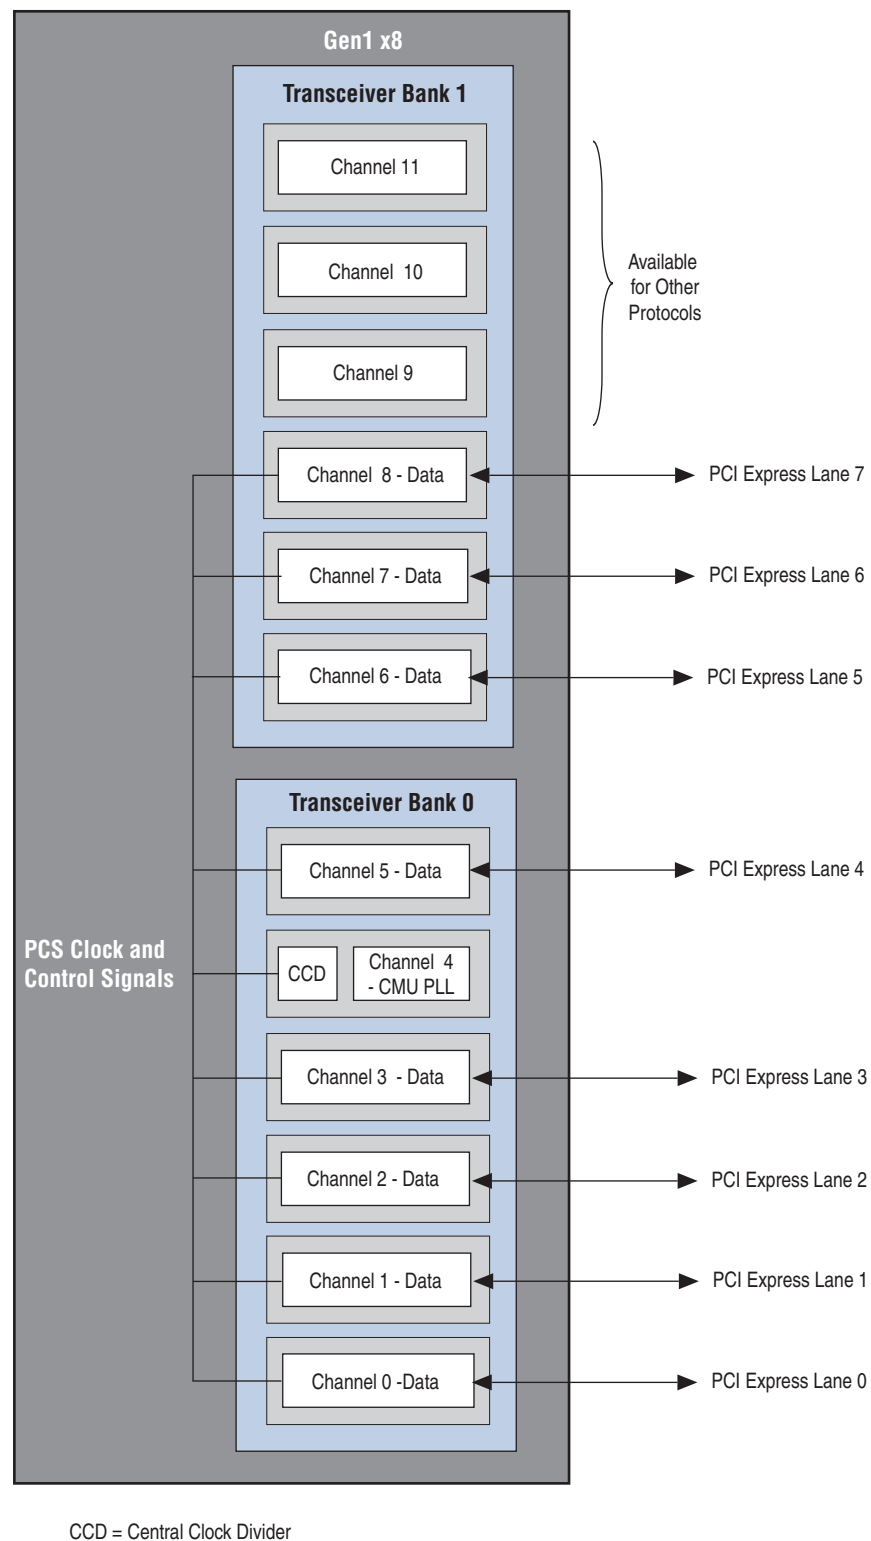 Gen1 x8
Transceiver Bank 1
Channel 11
Channel 10
Channel 9
Available
for Other
Protocols
Channel 8 - Data
PCI Express Lane 7
Channel 7 - Data
PCI Express Lane 6
Channel 6 - Data
PCI Express Lane 5
Transceiver Bank 0
Channel 5 - Data
PCI Express Lane 4
PCS Clock and
Control Signals
CCD
Channel 4
- CMU PLL
Channel 3 - Data
PCI Express Lane 3
Channel 2 - Data
PCI Express Lane 2
Channel 1 - Data
PCI Express Lane 1
Channel 0 -Data
PCI Express Lane 0
CCD = Central Clock Divider